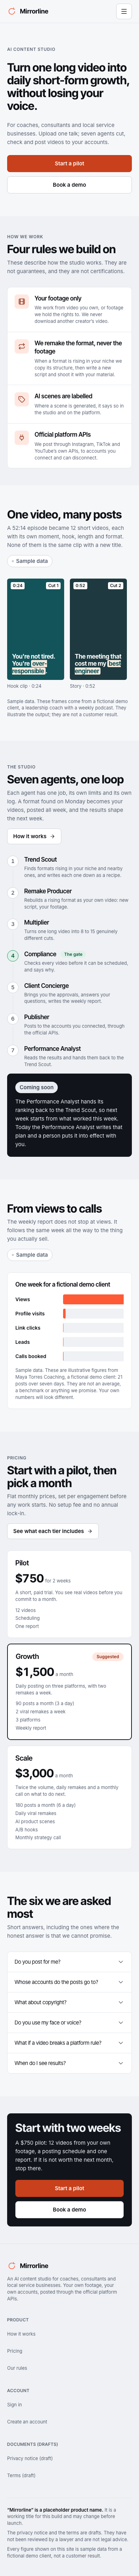 Mirrorline
AI CONTENT STUDIO
Turn one long video into
daily short-form growth,
without losing your
voice.
For coaches, consultants and local service
businesses. Upload one talk; seven agents cut,
check and post videos to your accounts.
Start a pilot
Book a demo
HOW WE WORK
Four rules we build on
These describe how the studio works. They are
not guarantees, and they are not certifications.
Your footage only
We work from video you own, or footage
you hold the rights to. We never
download another creator's video.
We remake the format, never the
footage
When a format is rising in your niche we
copy its structure, then write a new
script and shoot it with your material.
AI scenes are labelled
Where a scene is generated, it says so in
the studio and on the platform.
Official platform APIs
We post through Instagram, TikTok and
YouTube's own APIs, to accounts you
connect and can disconnect.
One video, many posts
A 52:14 episode became 12 short videos, each
with its own moment, hook, length and format.
None of them is the same clip with a new title.
Sample data
0:24
Cut 1
You're not tired.
You're over-
responsible.
Hook clip · 0:24
0:52
Cut 2
The meeting that
cost me my best
engineer
Story · 0:52
Sample data. These frames come from a fictional demo
client, a leadership coach with a weekly podcast. They
illustrate the output; they are not a customer result.
THE STUDIO
Seven agents, one loop
Each agent has one job, its own limits and its own
log. A format found on Monday becomes your
videos, posted all week, and the results shape
the next week.
How it works
1
Trend Scout
Finds formats rising in your niche and nearby
ones, and writes each one down as a recipe.
2
Remake Producer
Rebuilds a rising format as your own video: new
script, your footage.
3
Multiplier
Turns one long video into 8 to 15 genuinely
different cuts.
4
Compliance
The gate
Checks every video before it can be scheduled,
and says why.
5
Client Concierge
Brings you the approvals, answers your
questions, writes the weekly report.
6
Publisher
Posts to the accounts you connected, through
the official APIs.
7
Performance Analyst
Reads the results and hands them back to the
Trend Scout.
Coming soon
The Performance Analyst hands its
ranking back to the Trend Scout, so next
week starts from what worked this week.
Today the Performance Analyst writes that
plan and a person puts it into effect with
you.
From views to calls
The weekly report does not stop at views. It
follows the same week all the way to the thing
you actually sell.
Sample data
One week for a fictional demo client
Views
Profile visits
Link clicks
Leads
Calls booked
Sample data. These are illustrative figures from
Maya Torres Coaching, a fictional demo client: 21
posts over seven days. They are not an average,
a benchmark or anything we promise. Your own
numbers will look different.
PRICING
Start with a pilot, then
pick a month
Flat monthly prices, set per engagement before
any work starts. No setup fee and no annual
lock-in.
See what each tier includes
Pilot
$750 for 2 weeks
A short, paid trial. You see real videos before you
commit to a month.
12 videos
Scheduling
One report
Growth
Suggested
$1,500 a month
Daily posting on three platforms, with two
remakes a week.
90 posts a month (3 a day)
2 viral remakes a week
3 platforms
Weekly report
Scale
$3,000 a month
Twice the volume, daily remakes and a monthly
call on what to do next.
180 posts a month (6 a day)
Daily viral remakes
AI product scenes
A/B hooks
Monthly strategy call
The six we are asked
most
Short answers, including the ones where the
honest answer is that we cannot promise.
Do you post for me?
Whose accounts do the posts go to?
What about copyright?
Do you use my face or voice?
What if a video breaks a platform rule?
When do I see results?
Start with two weeks
A $750 pilot: 12 videos from your own
footage, a posting schedule and one
report. If it is not worth the next month,
stop there.
Start a pilot
Book a demo
Mirrorline
An AI content studio for coaches, consultants and
local service businesses. Your own footage, your
own accounts, posted through the official platform
APIs.
PRODUCT
How it works
Pricing
Our rules
ACCOUNT
Sign in
Create an account
DOCUMENTS (DRAFTS)
Privacy notice (draft)
Terms (draft)
"Mirrorline" is a placeholder product name. It is a
working title for this build and may change before
launch.
The privacy notice and the terms are drafts. They have
not been reviewed by a lawyer and are not legal advice.
Every figure shown on this site is sample data from a
fictional demo client, not a customer result.